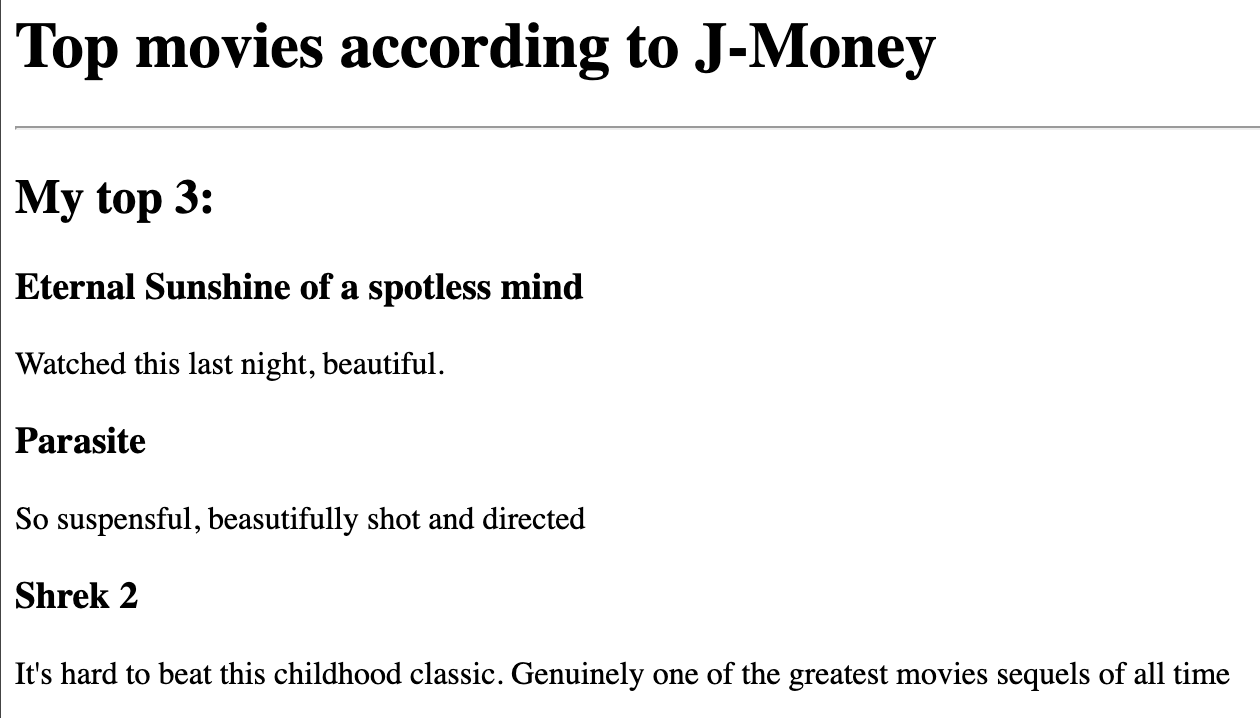 Top movies according to J-Money
My top 3:
Eternal Sunshine of a spotless mind
Watched this last night, beautiful.
Parasite
So suspensful, beasutifully shot and directed
Shrek 2
It's hard to beat this childhood classic. Genuinely one of the greatest movies sequels of all time